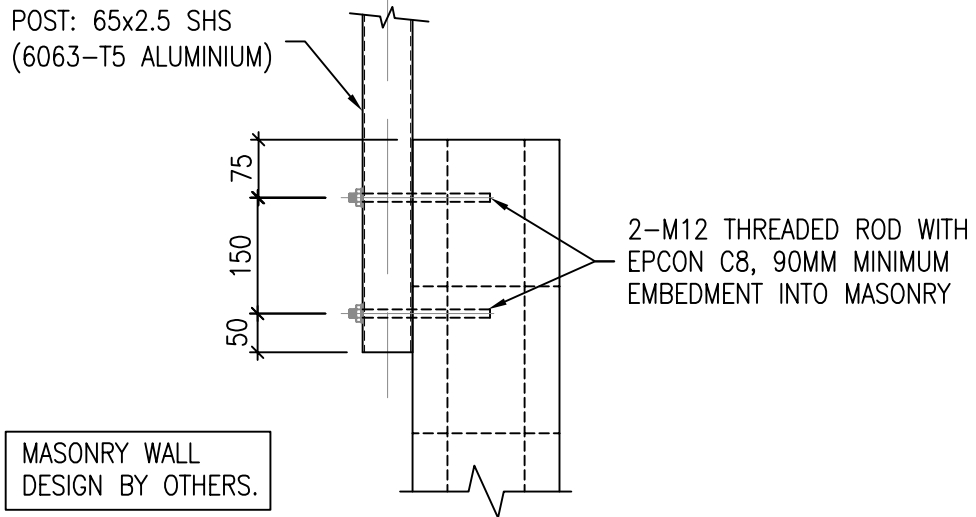 POST: 65x2.5 SHS
(6063-T5 ALUMINIUM)
75
150
50
2-M12 THREADED ROD WITH
EPCON C8, 90MM MINIMUM
EMBEDMENT INTO MASONRY
MASONRY WALL
DESIGN BY OTHERS.